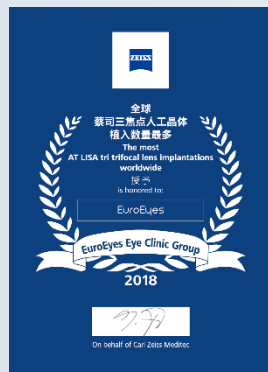 ZEISS
全球
蔡司三焦点人工晶体
植入数量最多
The most
AT LISA tri trifocal lens implantations
worldwide
授予
is honored to:
EuroEyes
EuroEyes Eye Clinic Group
2018
On behalf of Carl Zeiss Meditec